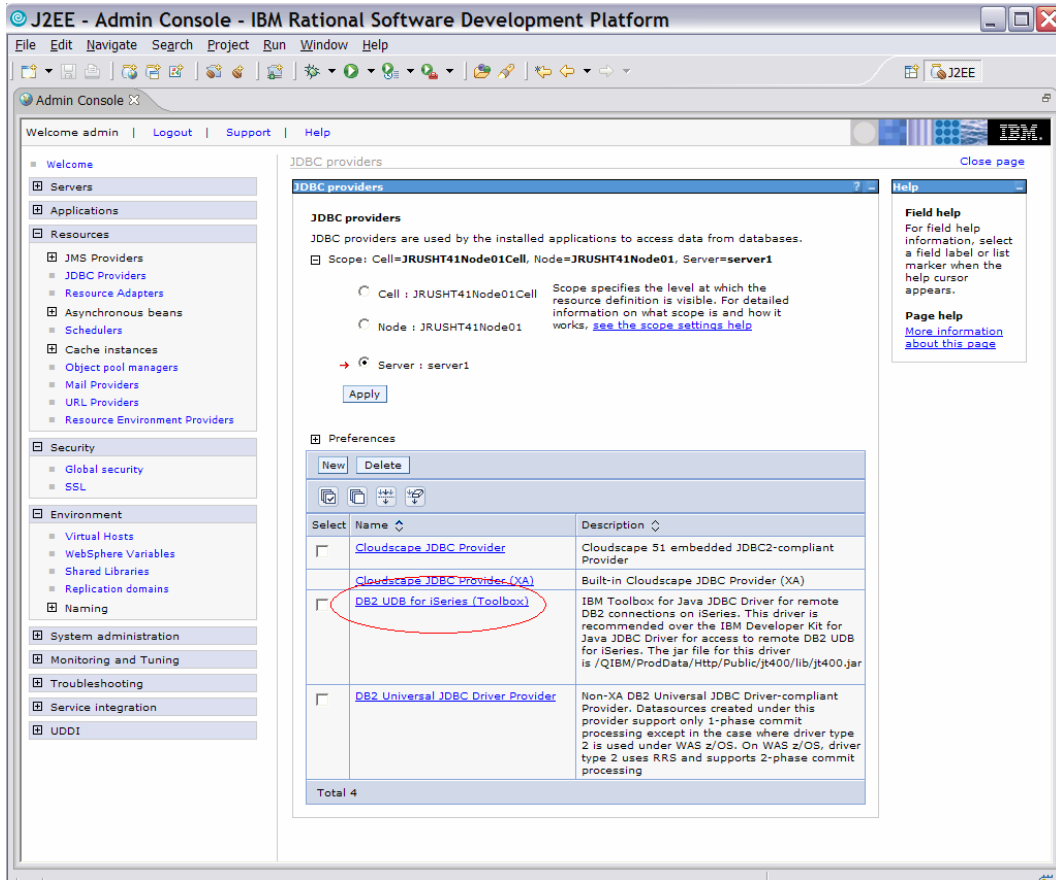 J2EE - Admin Console - IBM Rational Software Development Platform
File Edit Navigate Search Project Run Window Help
J2EE
Admin Console
Welcome admin | Logout | Support | Help
IBM.
Welcome
Servers
Applications
Resources
JMS Providers
JDBC Providers
Resource Adapters
Asynchronous beans
Schedulers
Cache instances
Object pool managers
Mail Providers
URL Providers
Resource Environment Providers
Security
Global security
SSL
Environment
Virtual Hosts
WebSphere Variables
Shared Libraries
Replication domains
Naming
System administration
Monitoring and Tuning
Troubleshooting
Service integration
UDDI
JDBC providers
Close page
JDBC providers
? -
JDBC providers
JDBC providers are used by the installed applications to access data from databases.
Scope: Cell=JRUSHT41Node01Cell, Node=JRUSHT41Node01, Server=server1
Cell : JRUSHT41Node01Cell
Node : JRUSHT41Node01
Server : server1
Scope specifies the level at which the
resource definition is visible. For detailed
information on what scope is and how it
works, see the scope settings help
Apply
Preferences
New Delete
Select Name Description
Cloudscape JDBC Provider
Cloudscape 51 embedded JDBC2-compliant
Provider
Cloudscape JDBC Provider (XA)
Built-in Cloudscape JDBC Provider (XA)
DB2 UDB for iSeries (Toolbox)
IBM Toolbox for Java JDBC Driver for remote
DB2 connections on iSeries. This driver is
recommended over the IBM Developer Kit for
Java JDBC Driver for access to remote DB2 UDB
for iSeries. The jar file for this driver
is /QIBM/ProdData/Http/Public/jt400/lib/jt400.jar
DB2 Universal JDBC Driver Provider
Non-XA DB2 Universal JDBC Driver-compliant
Provider. Datasources created under this
provider support only 1-phase commit
processing except in the case where driver type
2 is used under WAS z/OS. On WAS z/OS, driver
type 2 uses RRS and supports 2-phase commit
processing
Total 4
Help
Field help
For field help
information, select
a field label or list
marker when the
help cursor
appears.
Page help
More information
about this page